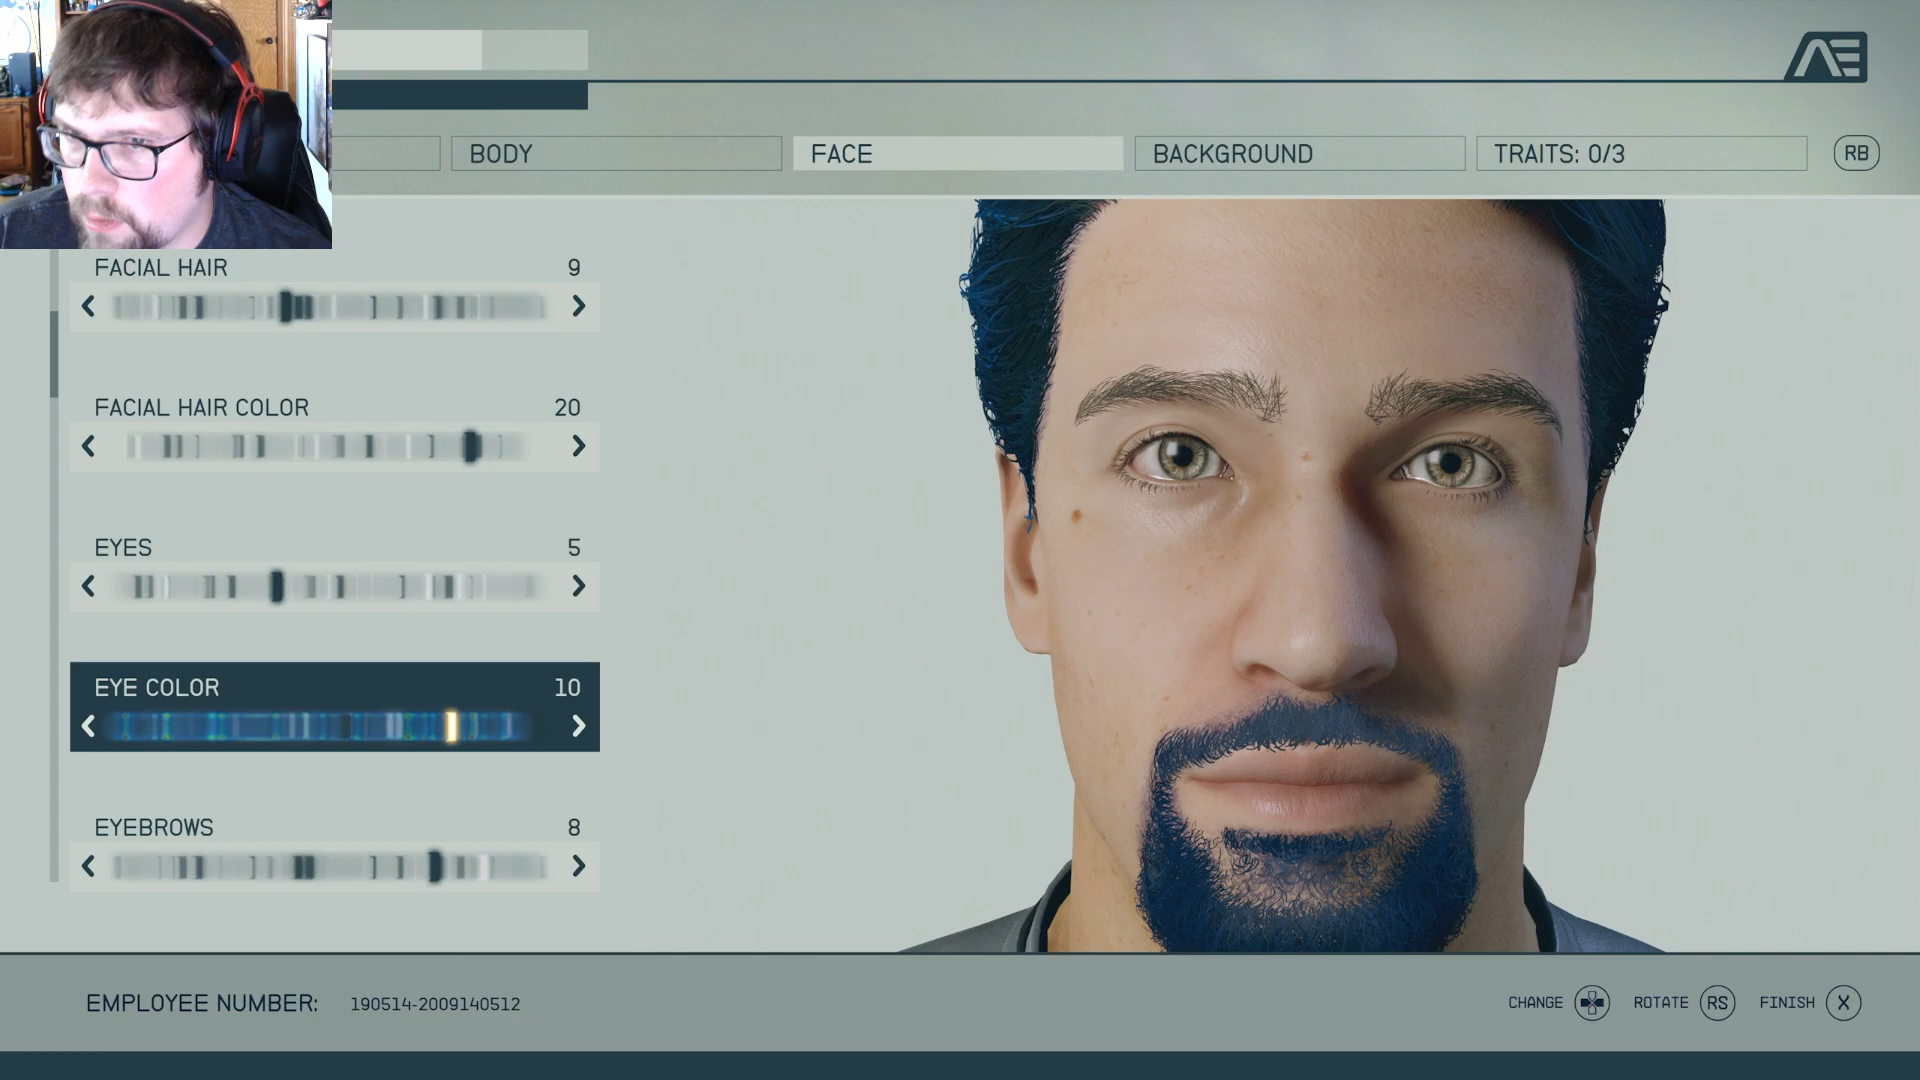 BODY
FACE
BACKGROUND
TRAITS: 0/3
RB
FACIAL HAIR 9
FACIAL HAIR COLOR 20
EYES 5
EYE COLOR 10
EYEBROWS 8
EMPLOYEE NUMBER: 190514-2009140512
CHANGE
ROTATE RS
FINISH X
AE